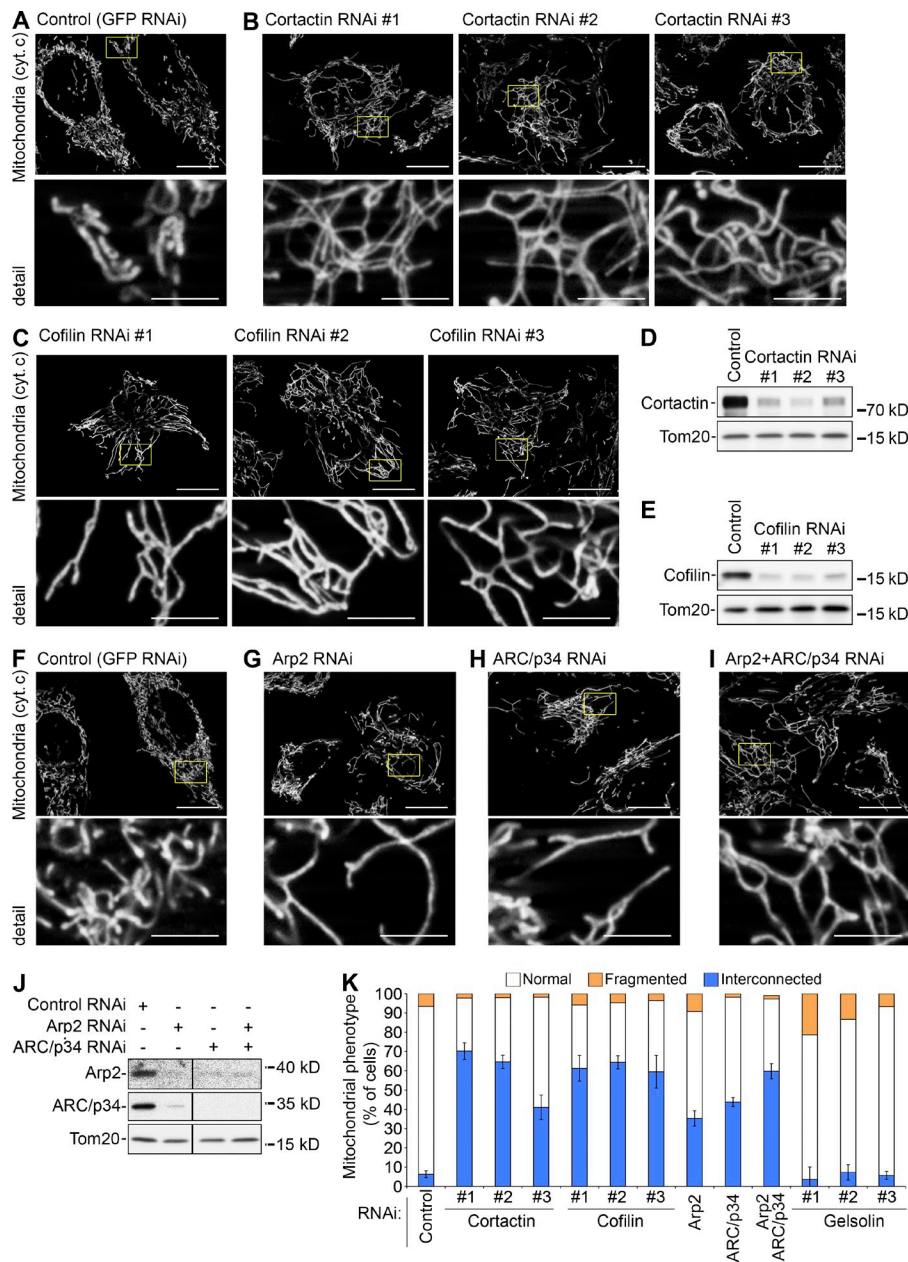 A Control (GFP RNAi)
B Cortactin RNAi #1 Cortactin RNAi #2 Cortactin RNAi #3
Mitochondria (cyt. c)
detail
C Cofilin RNAi #1 Cofilin RNAi #2 Cofilin RNAi #3
Mitochondria (cyt. c)
detail
D
Control
Cortactin RNAi
#1 #2 #3
Cortactin- –70 kD
Tom20- –15 kD
E
Control
Cofilin RNAi
#1 #2 #3
Cofilin- –15 kD
Tom20- –15 kD
F Control (GFP RNAi)
G Arp2 RNAi
H ARC/p34 RNAi
I Arp2+ARC/p34 RNAi
Mitochondria (cyt. c)
detail
J
Control RNAi + - - -
Arp2 RNAi - + - +
ARC/p34 RNAi - - + +
Arp2- -40 kD
ARC/p34- -35 kD
Tom20- -15 kD
K
Normal Fragmented Interconnected
Mitochondrial phenotype
(% of cells)
100
90
80
70
60
50
40
30
20
10
0
RNAi:
Control
#1 #2 #3
Cortactin
#1 #2 #3
Cofilin
Arp2
ARC/p34
Arp2
ARC/p34
#1 #2 #3
Gelsolin